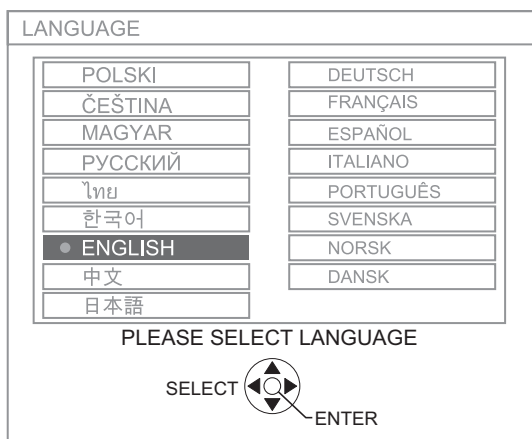 LANGUAGE
POLSKI
ČEŠTINA
MAGYAR
РУССКИЙ
ไทย
한국어
ENGLISH
中文
日本語
DEUTSCH
FRANÇAIS
ESPAÑOL
ITALIANO
PORTUGUÊS
SVENSKA
NORSK
DANSK
PLEASE SELECT LANGUAGE
SELECT
ENTER